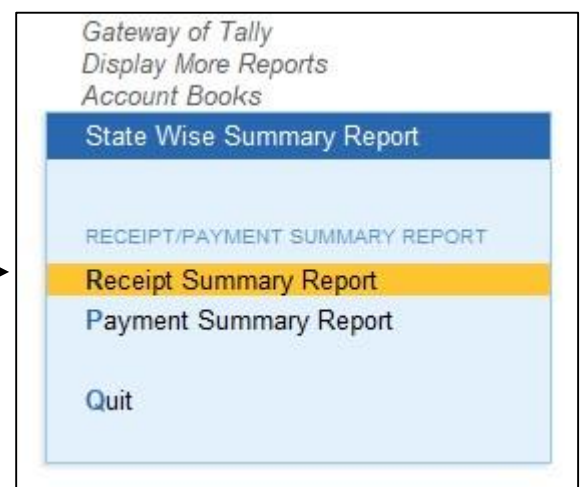 Gateway of Tally
Display More Reports
Account Books
State Wise Summary Report
RECEIPT/PAYMENT SUMMARY REPORT
Receipt Summary Report
Payment Summary Report
Quit